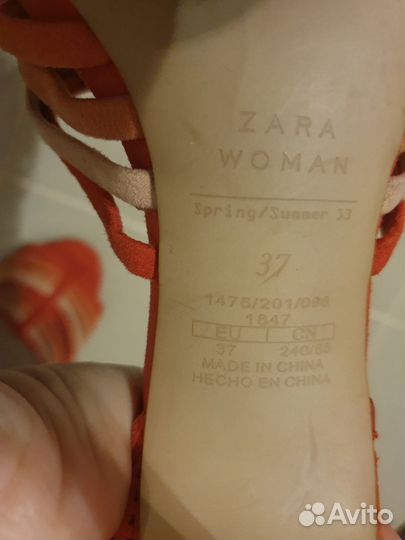 ZARA
WOMAN
Spring/Summer 13
37
1475/201/098
1847
EU CN
37 240/85
MADE IN CHINA
HECHO EN CHINA
Avito